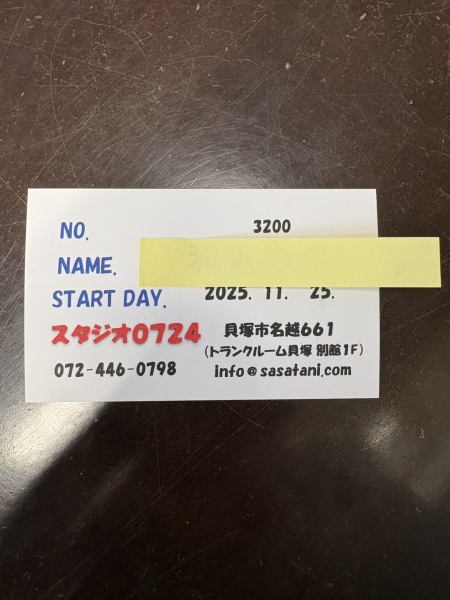 NO. 3200
NAME.
START DAY. 2025. 11. 25.
スタジオ0724 貝塚市名越661
(トランクルーム貝塚 別館1F)
072-446-0798 info@sasatani.com